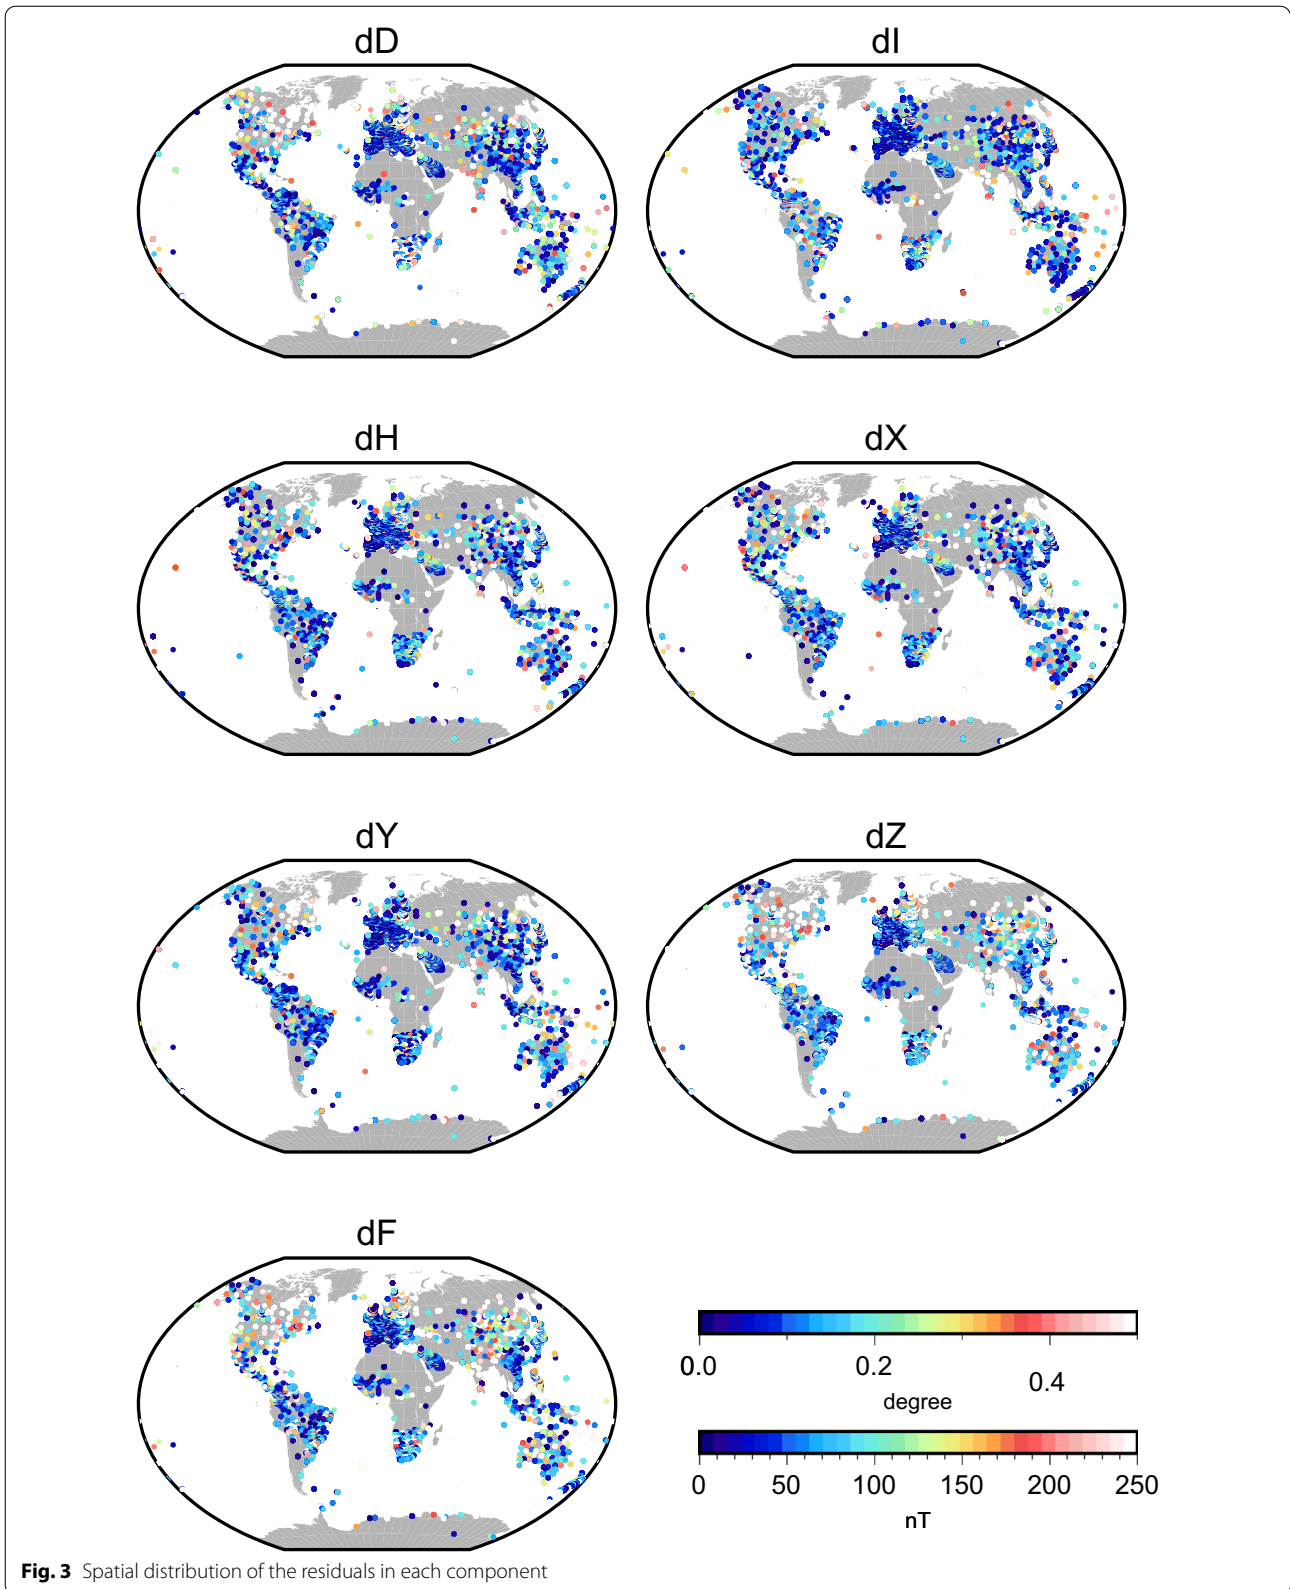 dD dI
dH dX
dY dZ
dF
0.0 0.2 0.4
degree
0 50 100 150 200 250
nT
Fig. 3 Spatial distribution of the residuals in each component